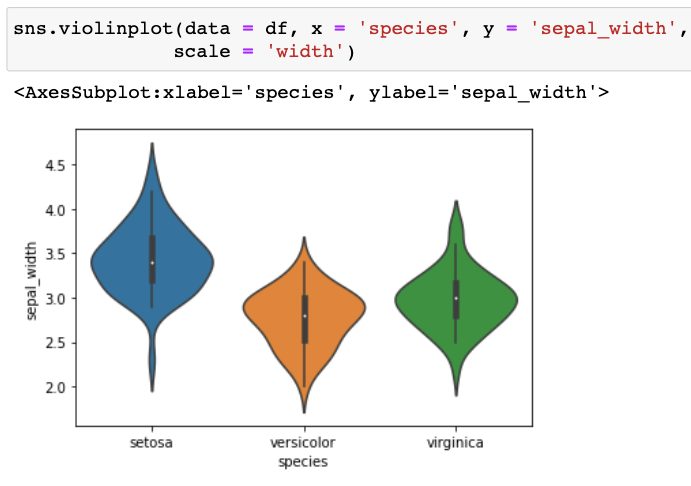 sns.violinplot(data = df, x = 'species', y = 'sepal_width',
scale = 'width')
<AxesSubplot:xlabel='species', ylabel='sepal_width'>
4.5
4.0
3.5
3.0
2.5
2.0
sepal_width
setosa versicolor virginica
species